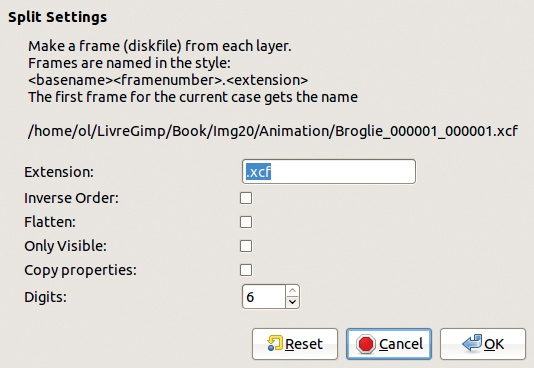 Split Settings
Make a frame (diskfile) from each layer.
Frames are named in the style:
<basename><framenumber>.<extension>
The first frame for the current case gets the name
/home/ol/LivreGimp/Book/Img20/Animation/Broglie_000001_000001.xcf
Extension: .xcf
Inverse Order:
Flatten:
Only Visible:
Copy properties:
Digits: 6
Reset Cancel OK